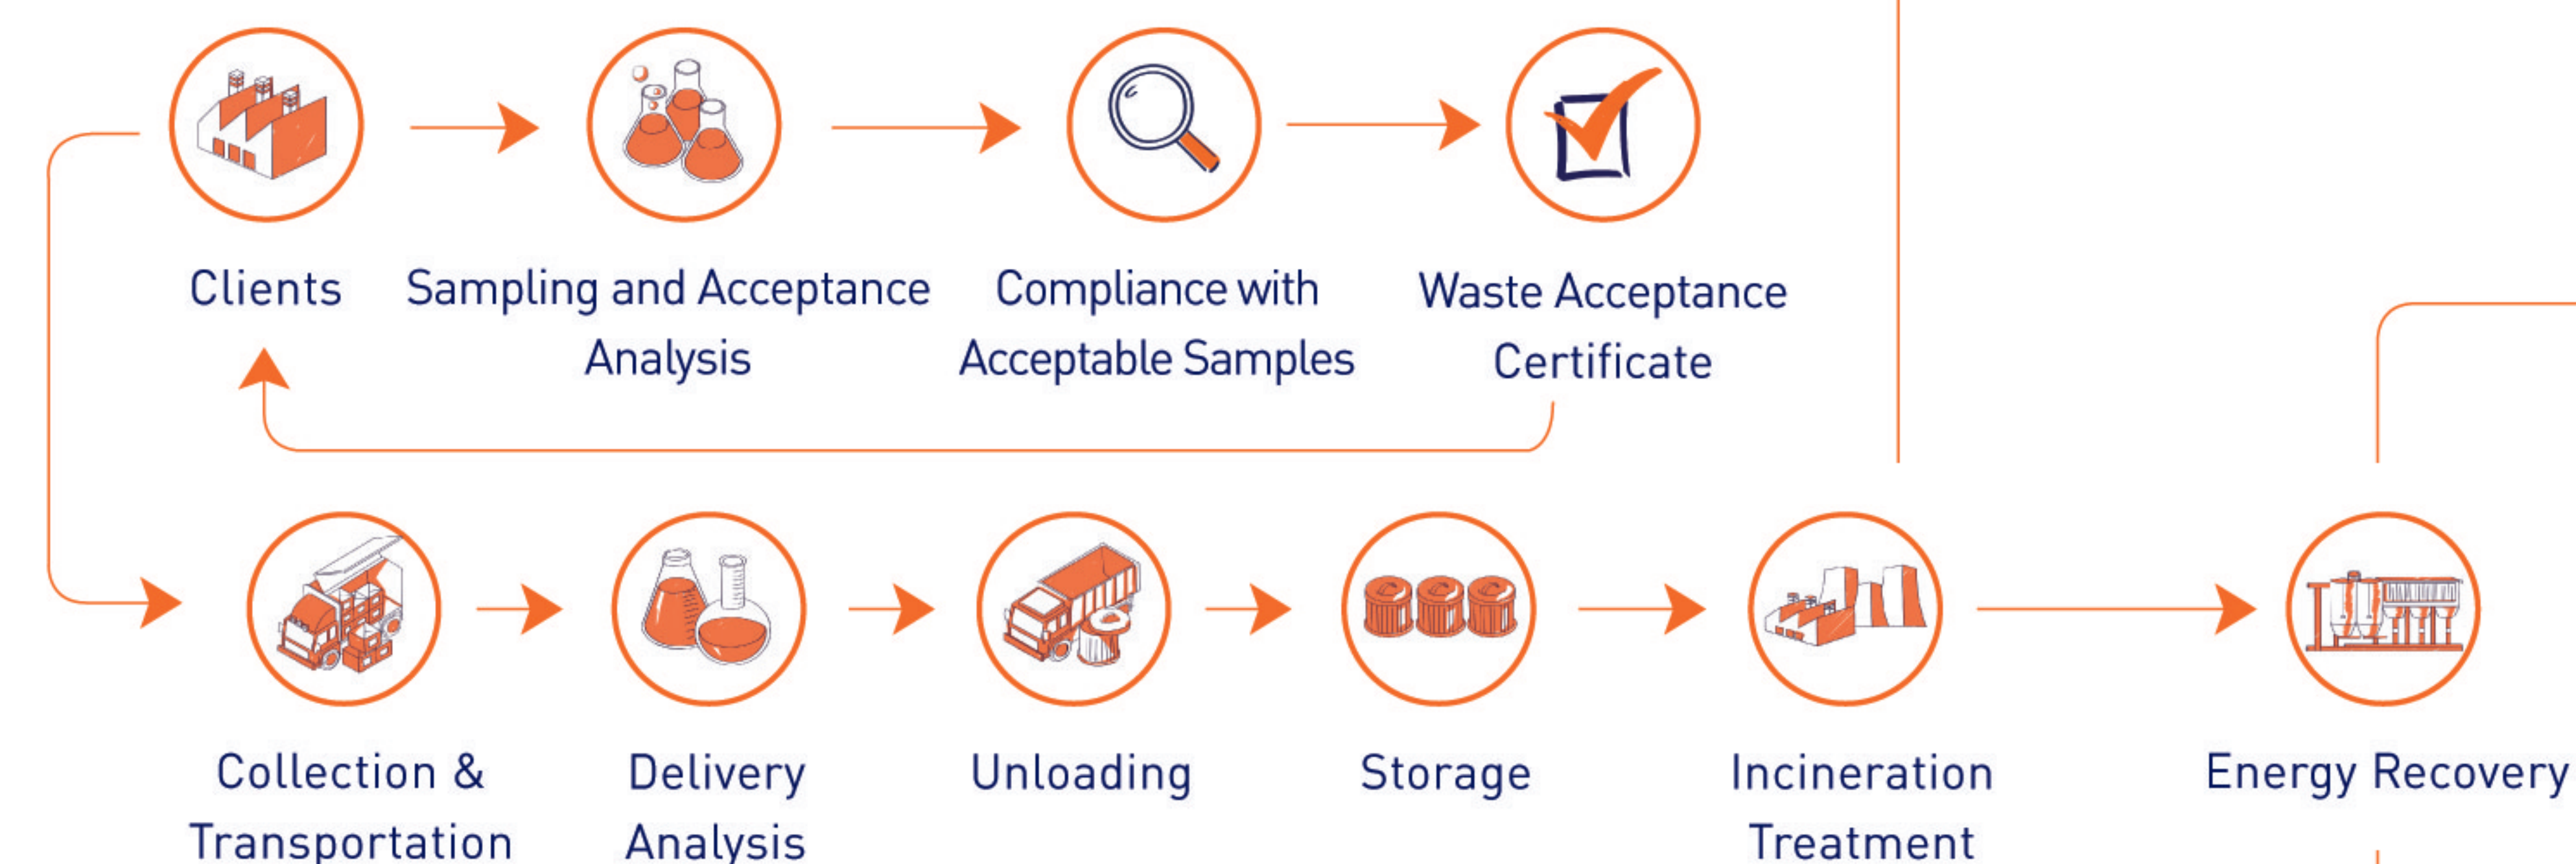 Clients
Sampling and Acceptance
Analysis
Compliance with
Acceptable Samples
Waste Acceptance
Certificate
Collection &
Transportation
Delivery
Analysis
Unloading
Storage
Incineration
Treatment
Energy Recovery